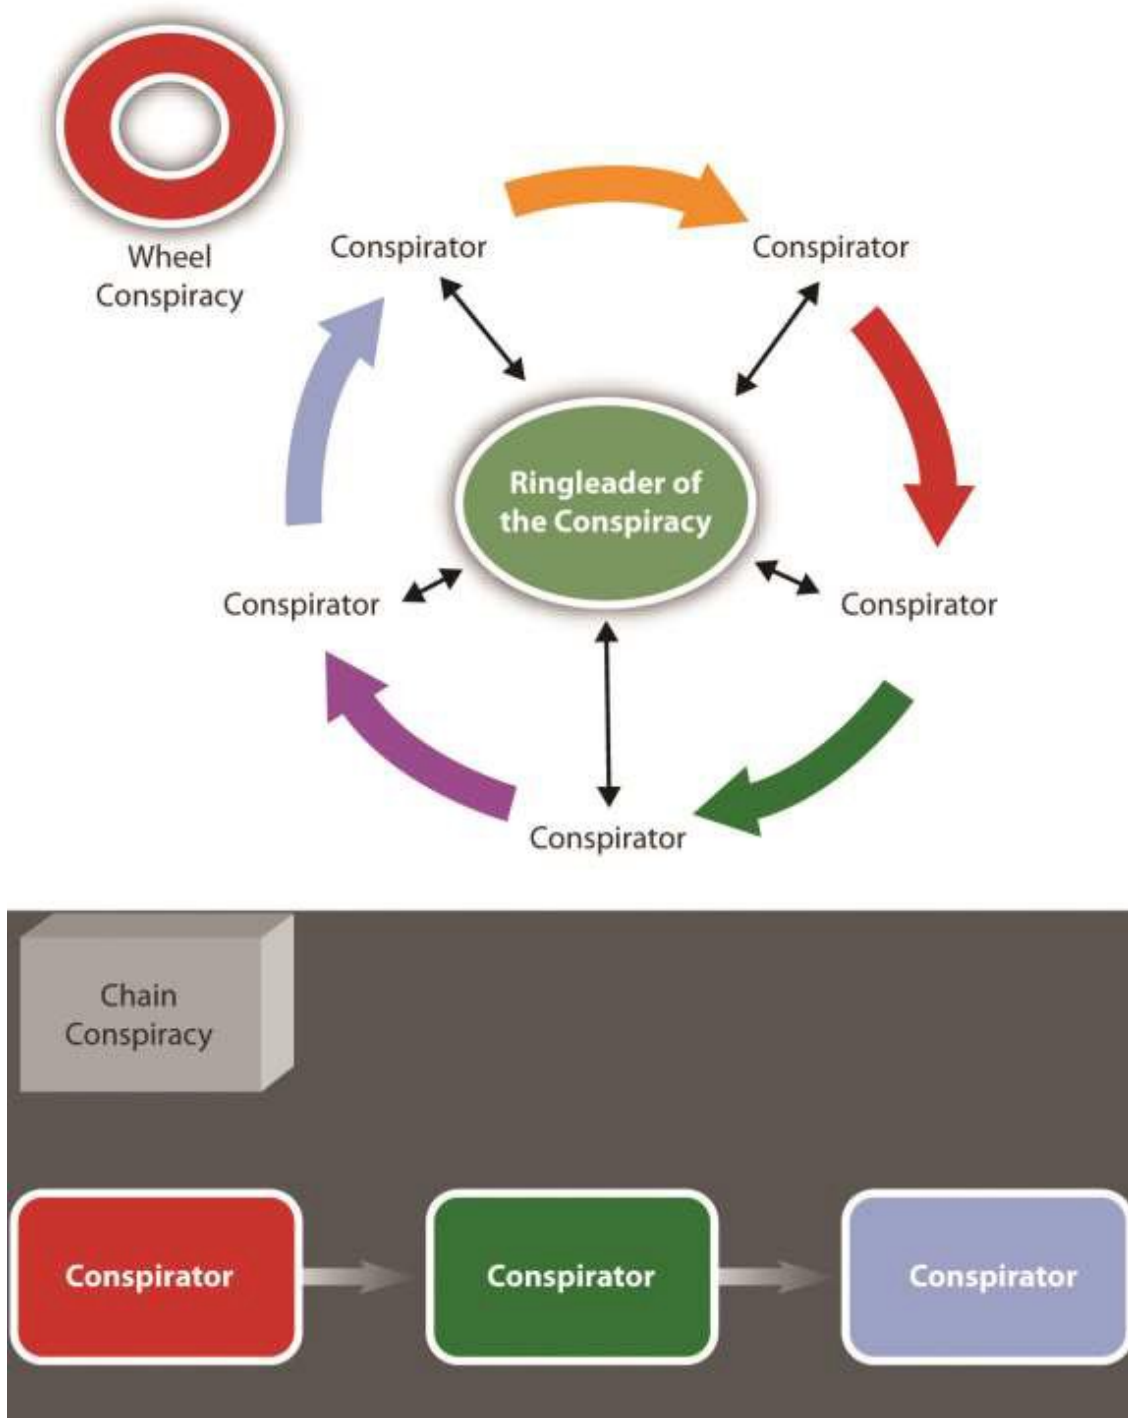 Wheel
Conspiracy
Conspirator
Conspirator
Ringleader of
the Conspiracy
Conspirator
Conspirator
Conspirator
Chain
Conspiracy
Conspirator
Conspirator
Conspirator